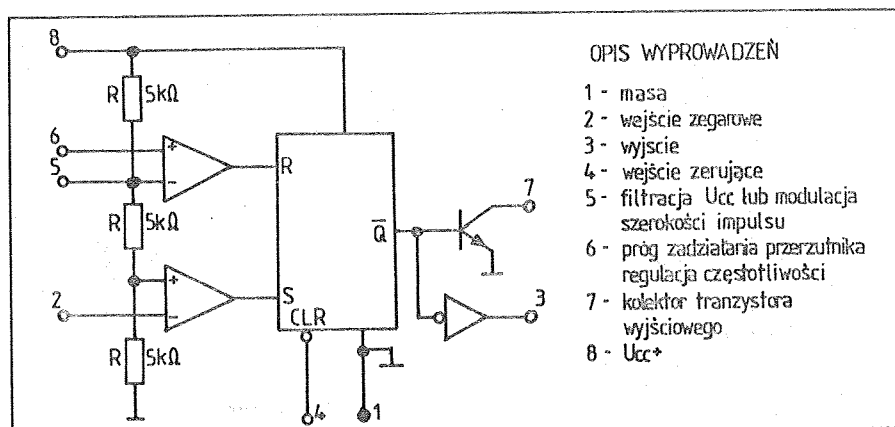 8
R 5kΩ
6
5
+
-
R
R 5kΩ
7
Q
+
-
S
2
3
CLR
R 5kΩ
4
1
OPIS WYPROWADZEŃ
1 - masa
2 - wejście zegarowe
3 - wyjscie
4 - wejście zerujące
5 - filtracja Ucc lub modulacja
szerokości impulsu
6 - próg zadziałania przerzutnika
regulacja częstotliwości
7 - kolektor tranzystora
wyjściowego
8 - Ucc+